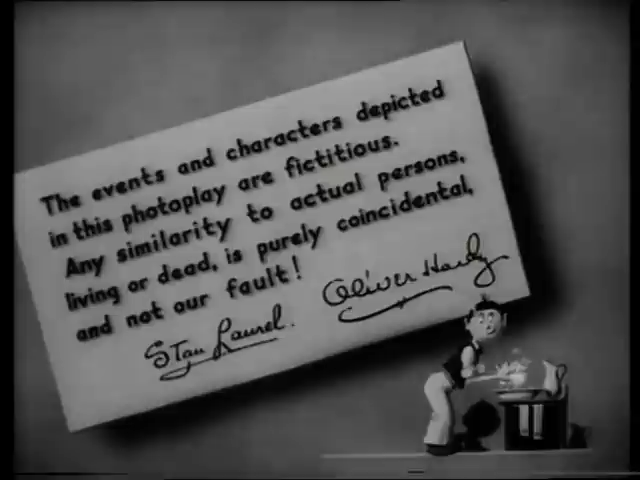 The events and characters depicted
in this photoplay are fictitious.
Any similarity to actual persons,
living or dead, is purely coincidental,
and not our fault!
Stan Laurel.
Oliver Hardy